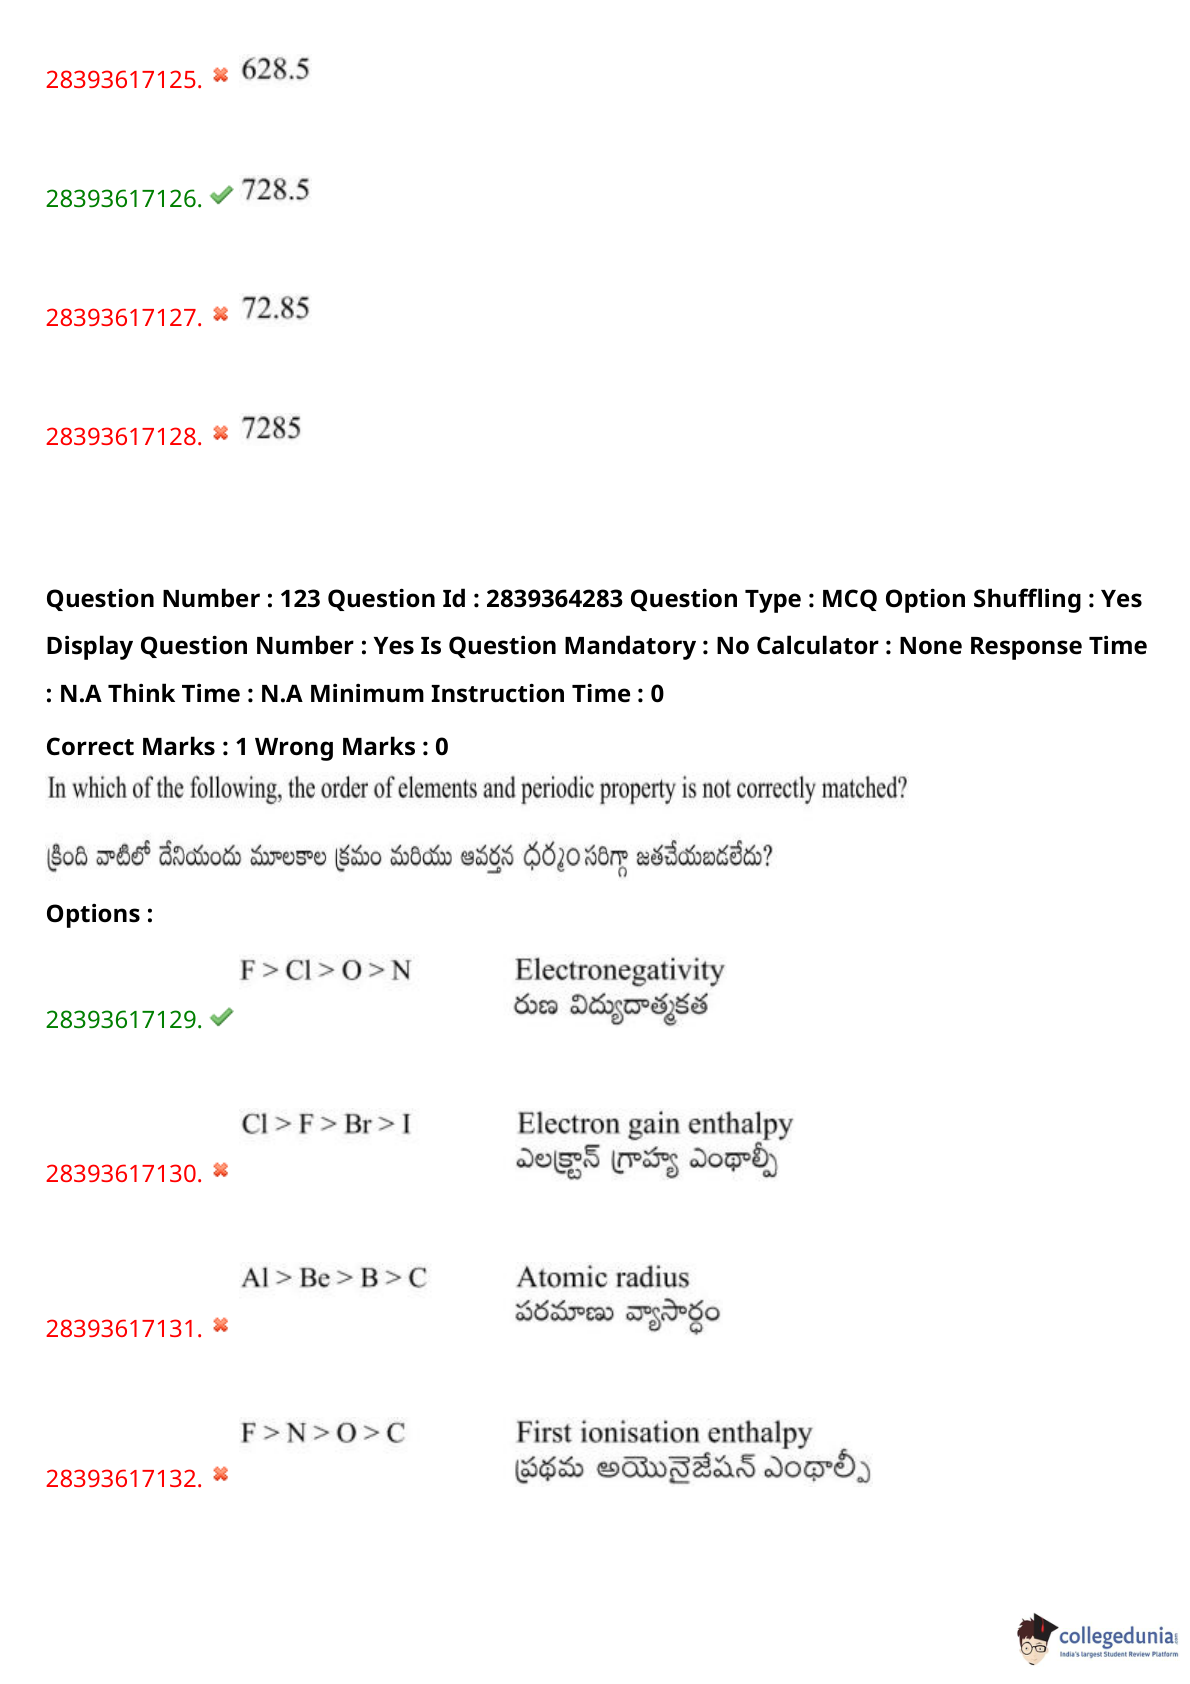 28393617125. 628.5
28393617126. 728.5
28393617127. 72.85
28393617128. 7285
Question Number : 123 Question Id : 2839364283 Question Type : MCQ Option Shuffling : Yes
Display Question Number : Yes Is Question Mandatory : No Calculator : None Response Time
: N.A Think Time : N.A Minimum Instruction Time : 0
Correct Marks : 1 Wrong Marks : 0
In which of the following, the order of elements and periodic property is not correctly matched?
క్రింది వాటిలో దేనియందు మూలకాల క్రమం మరియు ఆవర్తన ధర్మం సరిగ్గా జతచేయబడలేదు?
Options :
F > Cl > O > N Electronegativity
రుణ విద్యుదాత్మకత
28393617129.
Cl > F > Br > I Electron gain enthalpy
ఎలక్ట్రాన్ గ్రాహ్య ఎంథాల్పీ
28393617130.
Al > Be > B > C Atomic radius
పరమాణు వ్యాసార్ధం
28393617131.
F > N > O > C First ionisation enthalpy
ప్రథమ అయొనైజేషన్ ఎంథాల్పీ
28393617132.
collegedunia.com
India's largest Student Review Platform